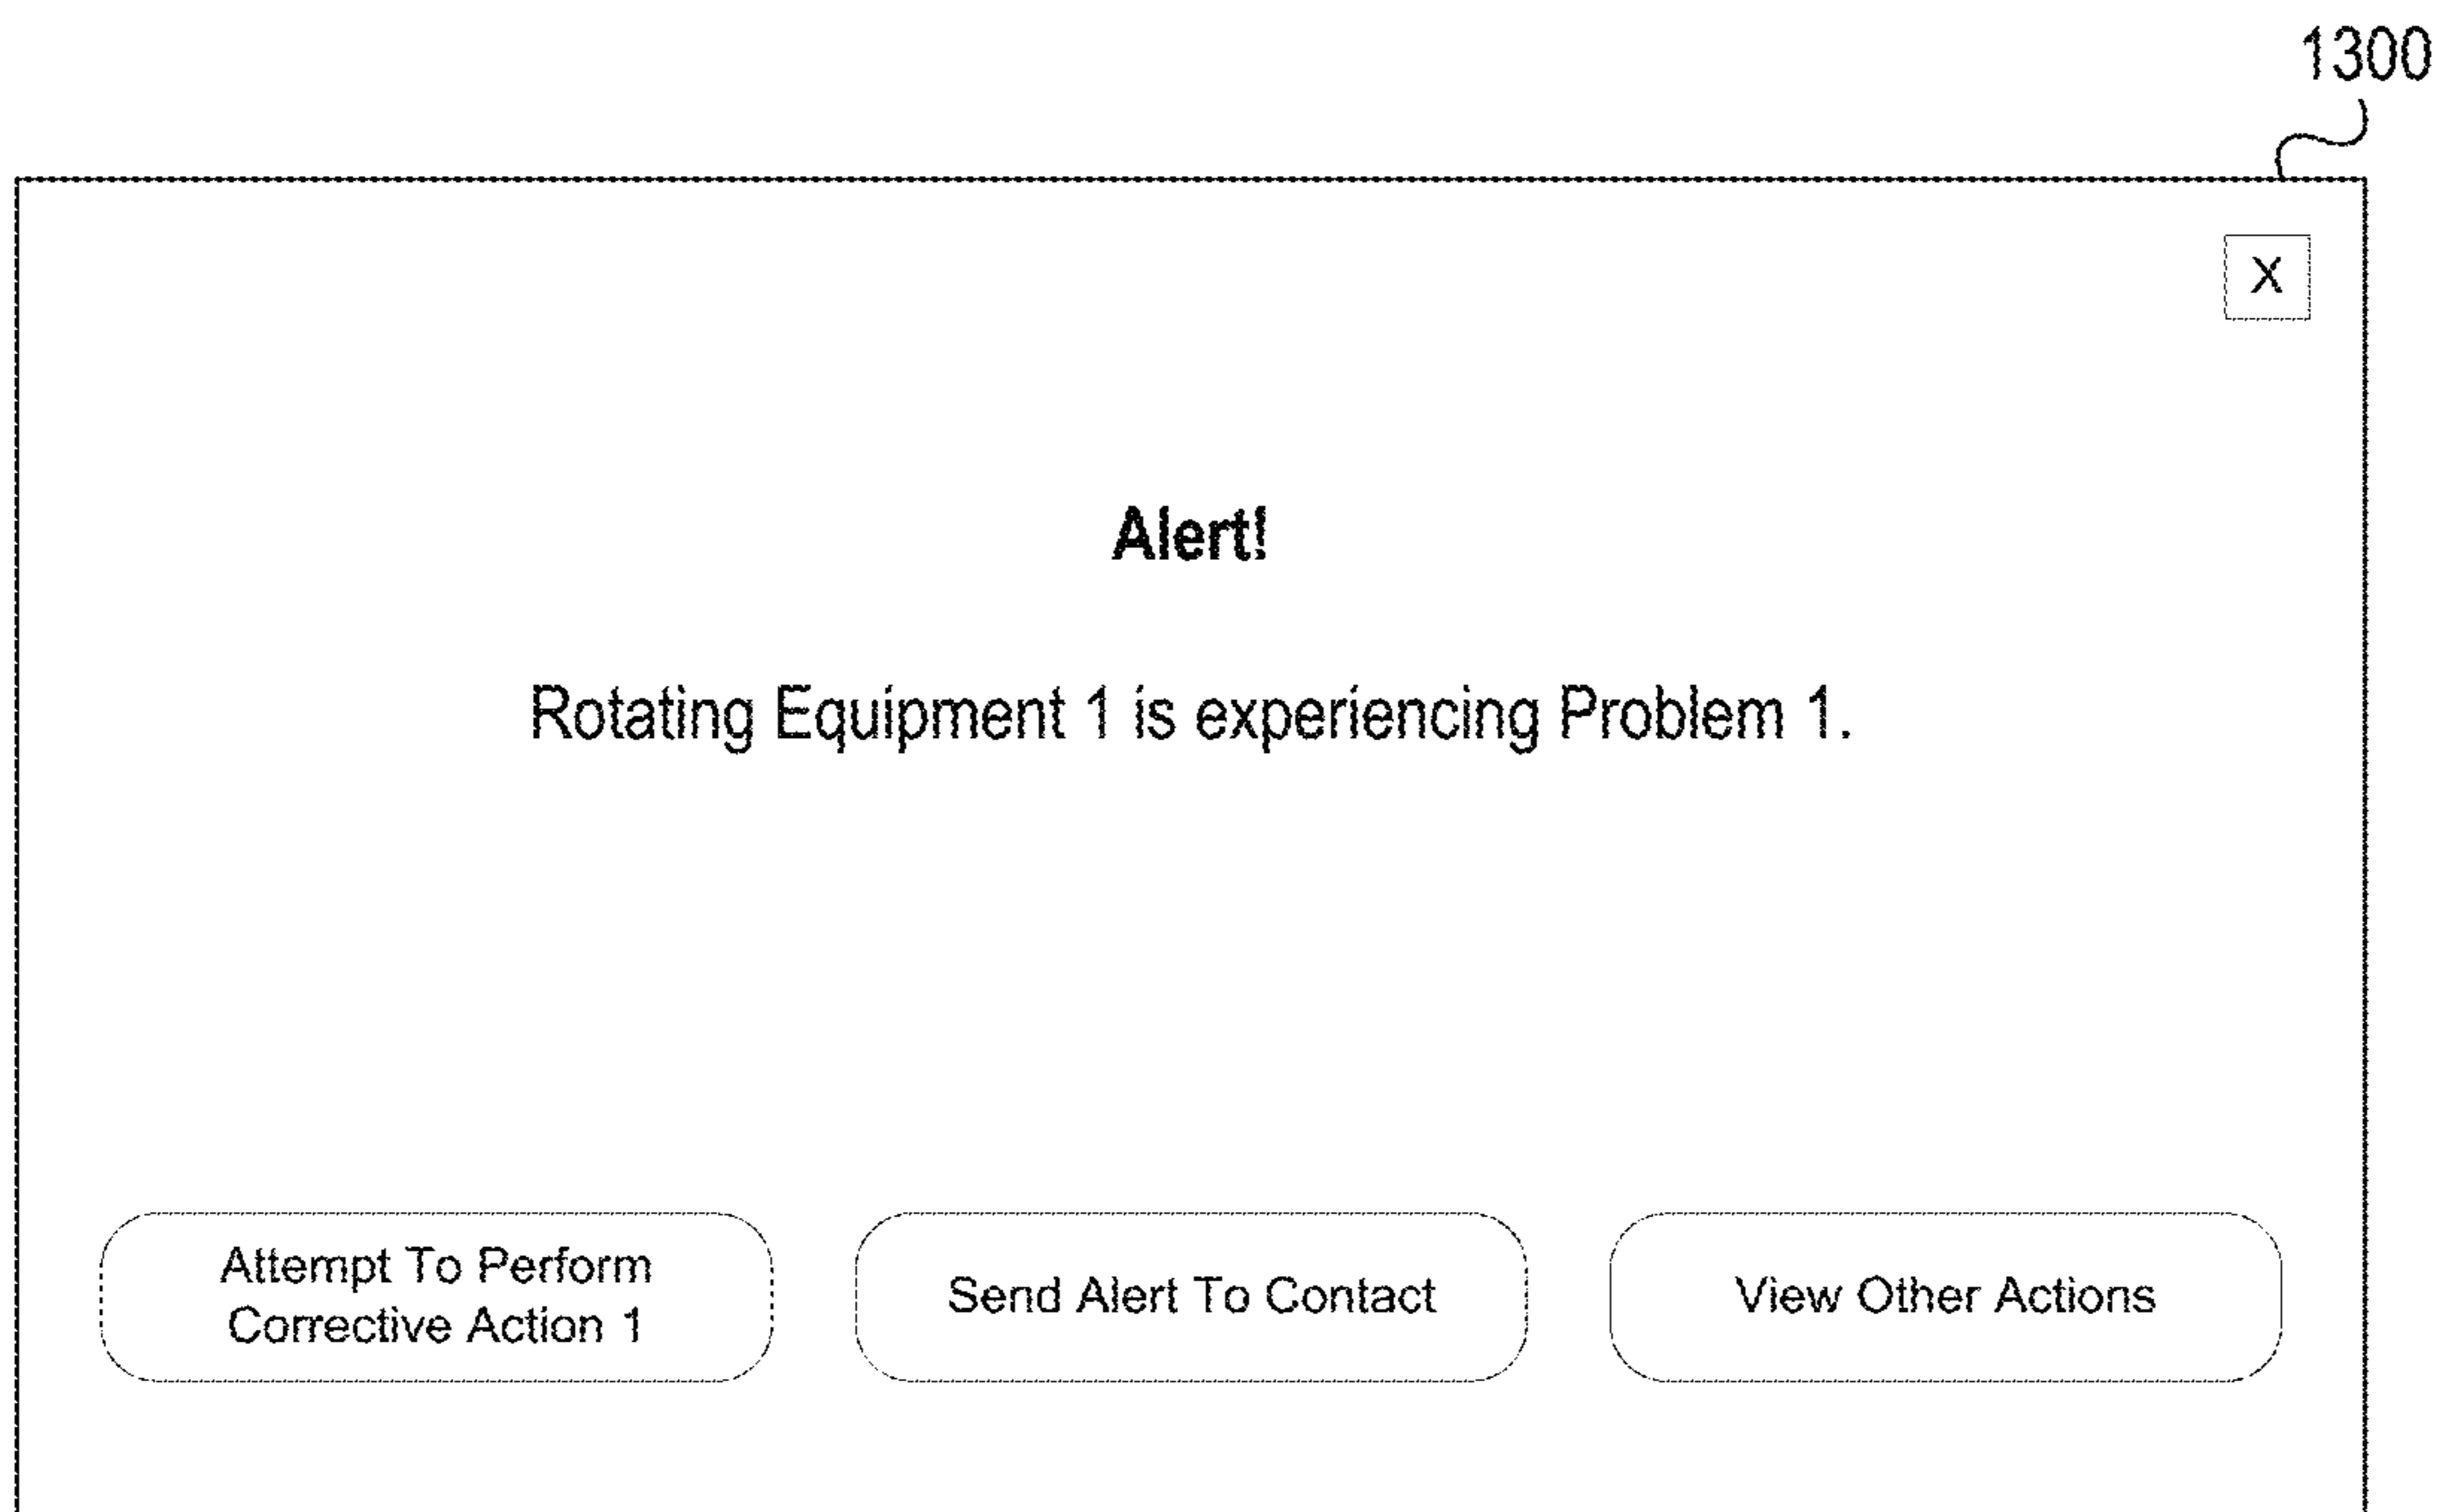 1300
X
Alert!
Rotating Equipment 1 is experiencing Problem 1.
Attempt To Perform
Corrective Action 1
Send Alert To Contact
View Other Actions